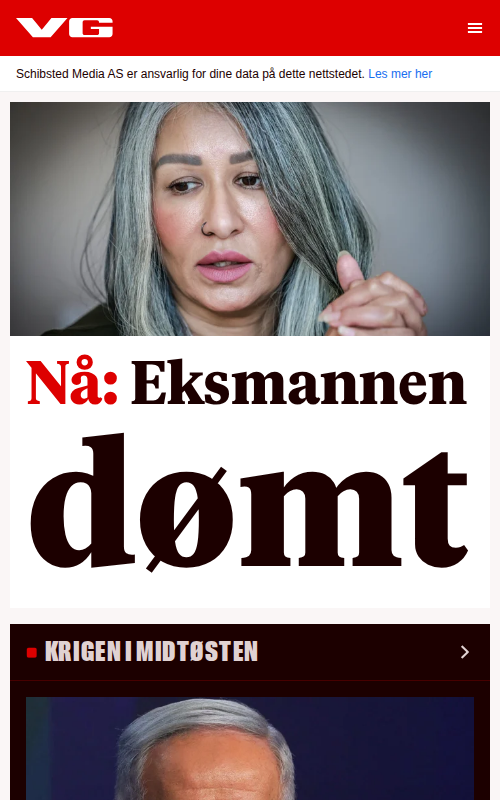 VG
Schibsted Media AS er ansvarlig for dine data på dette nettstedet. Les mer her
Nå: Eksmannen
dømt
KRIGEN I MIDTØSTEN